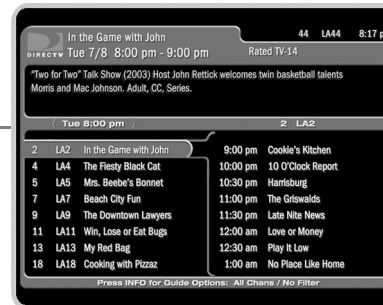 In the Game with John
44 LA44 8:17 p
DIRECTV Tue 7/8 8:00 pm - 9:00 pm Rated TV-14
"Two for Two" Talk Show (2003) Host John Rettick welcomes twin basketball talents
Morris and Mac Johnson. Adult, CC, Series.
Tue 8:00 pm 2 LA2
2 LA2 In the Game with John
4 LA4 The Fiesty Black Cat
5 LA5 Mrs. Beebe's Bonnet
7 LA7 Beach City Fun
9 LA9 The Downtown Lawyers
11 LA11 Win, Lose or Eat Bugs
13 LA13 My Red Bag
18 LA18 Cooking with Pizzaz
9:00 pm Cookie's Kitchen
10:00 pm 10 O'Clock Report
10:30 pm Harrisburg
11:00 pm The Griswalds
11:30 pm Late Nite News
12:00 am Love or Money
12:30 am Play It Low
1:00 am No Place Like Home
Press INFO for Guide Options: All Chans / No Filter